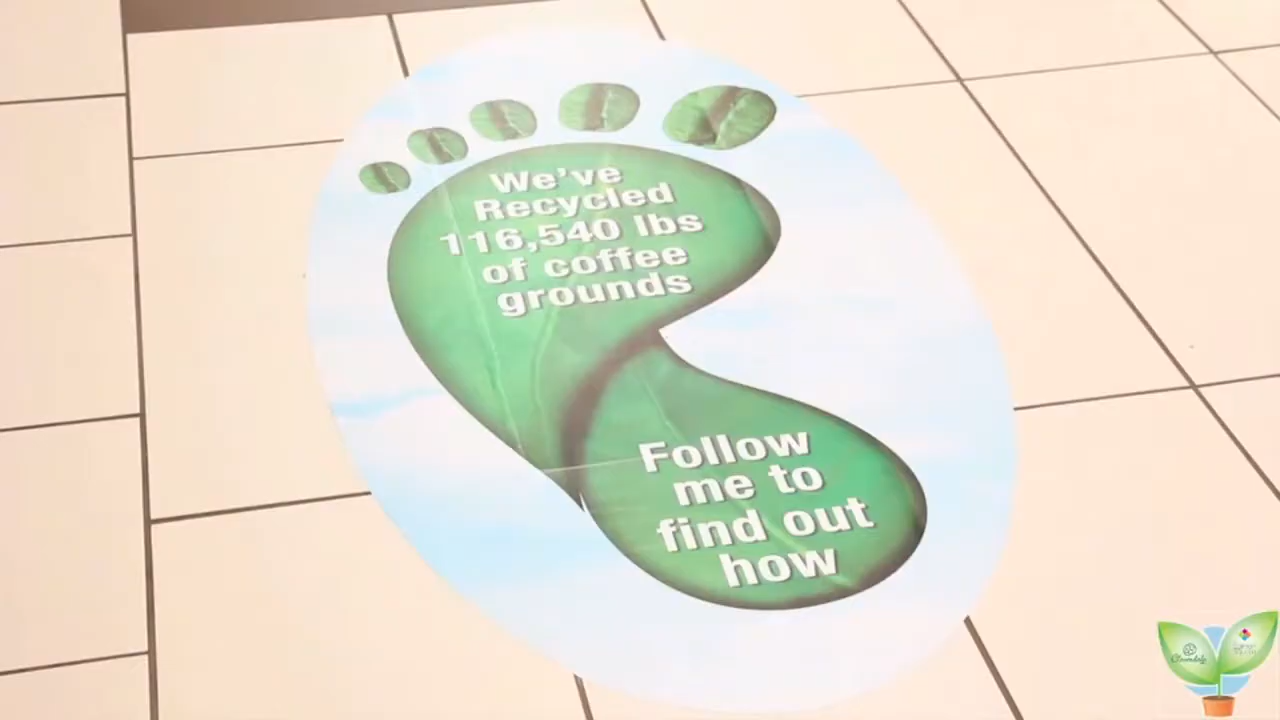 We've
Recycled
116,540 lbs
of coffee
grounds
Follow
me to
find out
how